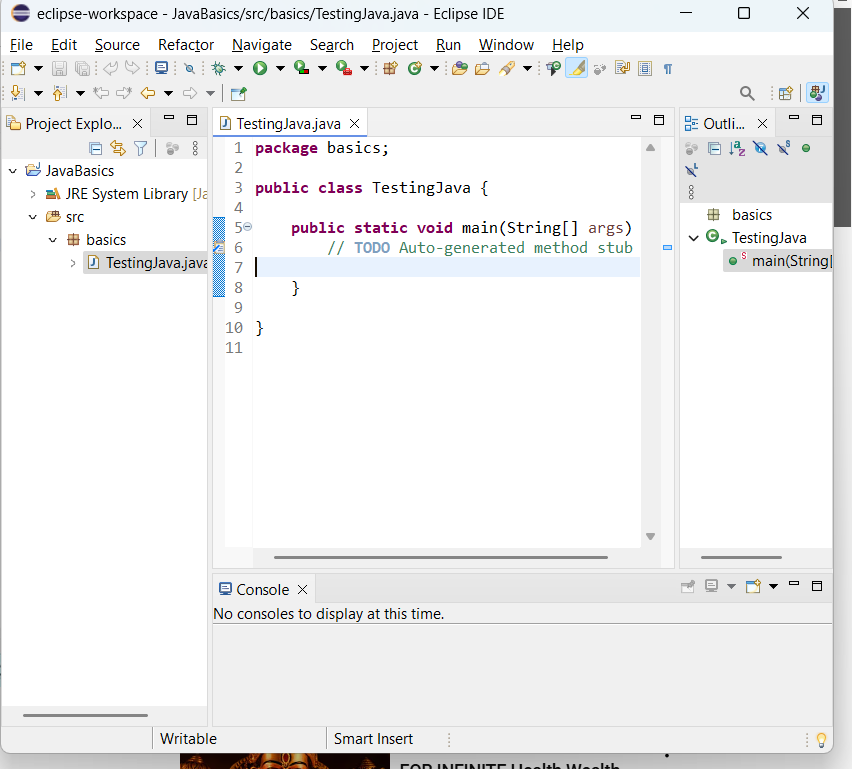 eclipse-workspace - JavaBasics/src/basics/TestingJava.java - Eclipse IDE
File Edit Source Refactor Navigate Search Project Run Window Help
Project Explo...
JavaBasics
JRE System Library [Ja
src
basics
TestingJava.java
TestingJava.java
1 package basics;
2
3 public class TestingJava {
4
5 public static void main(String[] args)
6 // TODO Auto-generated method stub
7
8 }
9
10 }
11
Outli...
basics
TestingJava
main(String[
Console
No consoles to display at this time.
Writable Smart Insert
FOR INFINITE Health Wealth